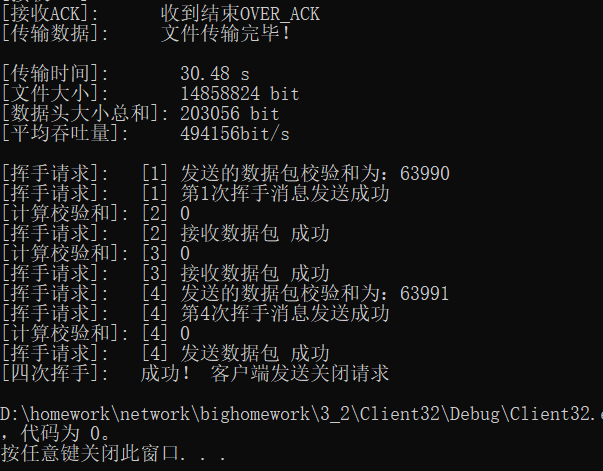 [接收ACK]: 收到结束OVER_ACK
[传输数据]: 文件传输完毕!
[传输时间]: 30.48 s
[文件大小]: 14858824 bit
[数据头大小总和]: 203056 bit
[平均吞吐量]: 494156bit/s
[挥手请求]: [1] 发送的数据包校验和为: 63990
[挥手请求]: [1] 第1次挥手消息发送成功
[计算校验和]: [2] 0
[挥手请求]: [2] 接收数据包 成功
[计算校验和]: [3] 0
[挥手请求]: [3] 接收数据包 成功
[挥手请求]: [4] 发送的数据包校验和为: 63991
[挥手请求]: [4] 第4次挥手消息发送成功
[计算校验和]: [4] 0
[挥手请求]: [4] 发送数据包 成功
[四次挥手]: 成功! 客户端发送关闭请求
D:\homework\network\bighomework\3_2\Client32\Debug\Client32.e
, 代码为 0。
按任意键关闭此窗口. . .